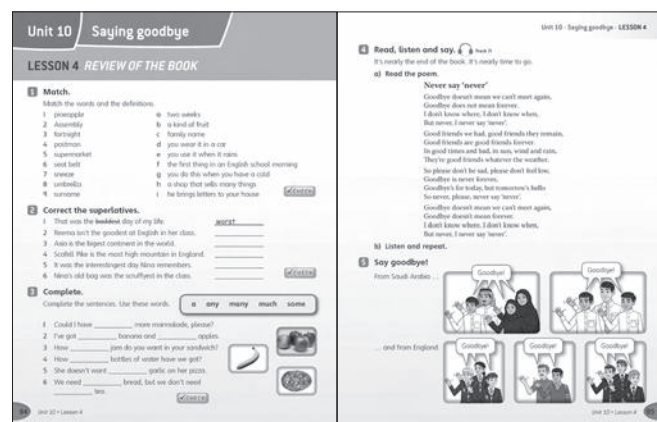 Unit 10
Saying goodbye
LESSON 4 REVIEW OF THE BOOK
1 Match.
Match the words and the definitions.
1 pineapple a two weeks
2 Assembly b a kind of fruit
3 fortnight c family name
4 postman d you wear it in a car
5 supermarket e you use it when it rains
6 seat belt f the first thing in an English school morning
7 sneeze g you do this when you have a cold
8 umbrella h a shop that sells many things
9 surname i he brings letters to your house
2 Correct the superlatives.
1 That was the baddest day of my life. worst
2 Reema isn't the goodest at English in her class.
3 Asia is the bigest continent in the world.
4 Scafell Pike is the most high mountain in England.
5 It was the interestingest day Nina remembers.
6 Nina's old bag was the scruffyest in the class.
3 Complete.
Complete the sentences. Use these words.
a any many much some
1 Could I have more marmalade, please?
2 I've got banana and apples.
3 How jam do you want in your sandwich?
4 How bottles of water have we got?
5 She doesn't want garlic on her pizza.
6 We need bread, but we don't need
tea.
94 Unit 10 • Lesson 4
Unit 10 - Saying goodbye - LESSON 4
4 Read, listen and say.
It's nearly the end of the book. It's nearly time to go.
a) Read the poem.
Never say 'never'
Goodbye doesn't mean we can't meet again,
Goodbye does not mean forever.
I don't know where, I don't know when,
But never, I never say 'never'.
Good friends we had, good friends they remain,
Good friends are good friends forever.
In good times and bad, in sun, wind and rain,
They're good friends whatever the weather.
So please don't be sad, please don't feel low,
Goodbye is never forever,
Goodbye's for today, but tomorrow's hello
So never, please, never say 'never'.
Goodbye doesn't mean we can't meet again,
Goodbye doesn't mean forever.
I don't know where, I don't know when,
But never, I never say 'never'.
b) Listen and repeat.
5 Say goodbye!
From Saudi Arabia ...
Goodbye!
Goodbye!
... and from England
Goodbye!
Goodbye!
Goodbye!
Unit 10 • Lesson 4 95